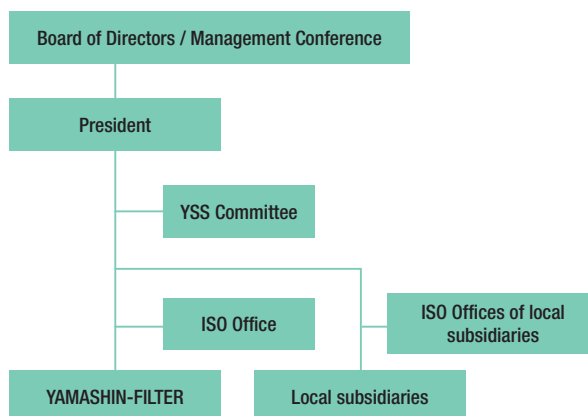 Board of Directors / Management Conference
President
YSS Committee
ISO Office
ISO Offices of local
subsidiaries
YAMASHIN-FILTER
Local subsidiaries